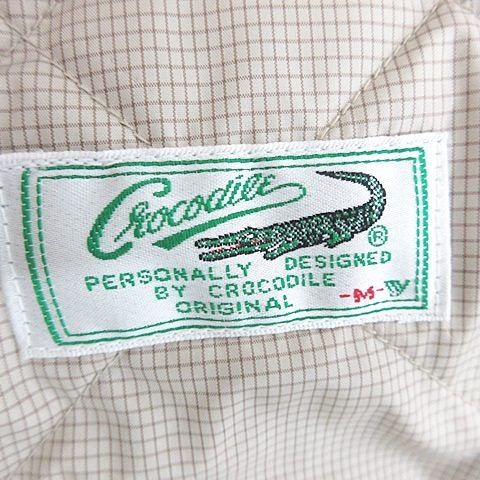 Crocodile
®
PERSONALLY DESIGNED
BY CROCODILE
ORIGINAL